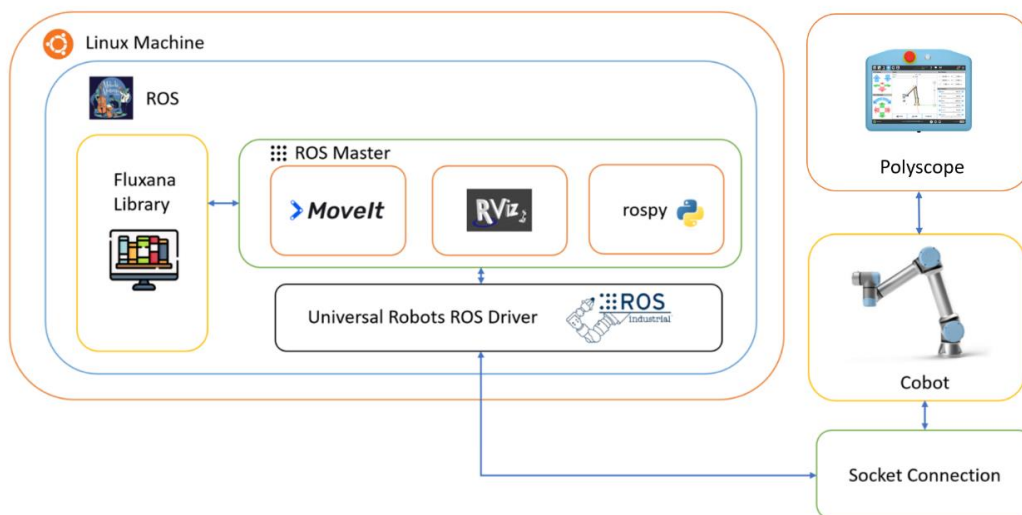 Linux Machine
ROS
Fluxana
Library
ROS Master
MoveIt
RViz
rospy
Universal Robots ROS Driver
ROS
Industrial
Polyscope
Cobot
Socket Connection